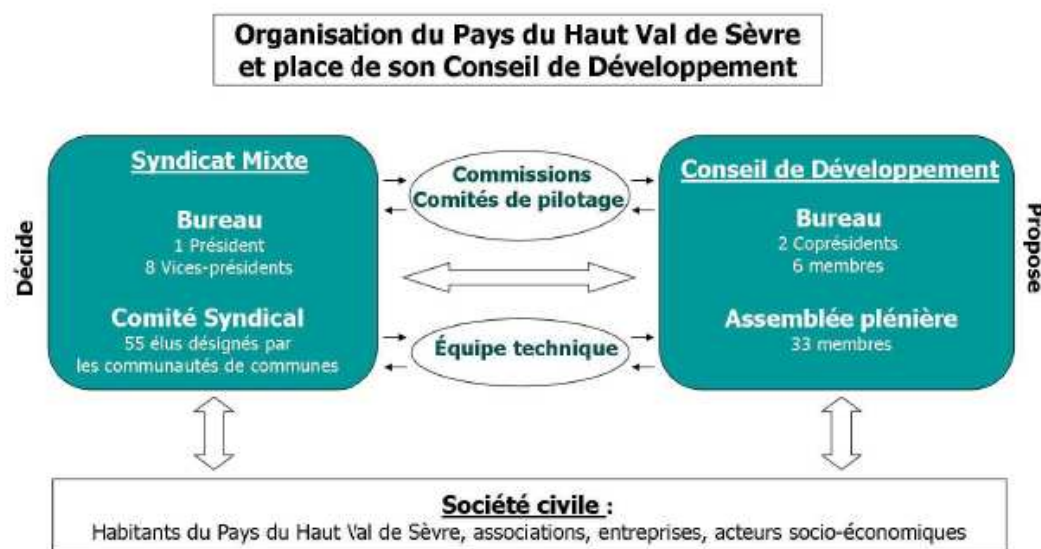 Organisation du Pays du Haut Val de Sèvre
et place de son Conseil de Développement
Décide
Syndicat Mixte
Bureau
1 Président
8 Vices-présidents
Comité Syndical
55 élus désignés par
les communautés de communes
Commissions
Comités de pilotage
Équipe technique
Conseil de Développement
Bureau
2 Coprésidents
6 membres
Assemblée plénière
33 membres
Propose
Société civile :
Habitants du Pays du Haut Val de Sèvre, associations, entreprises, acteurs socio-économiques